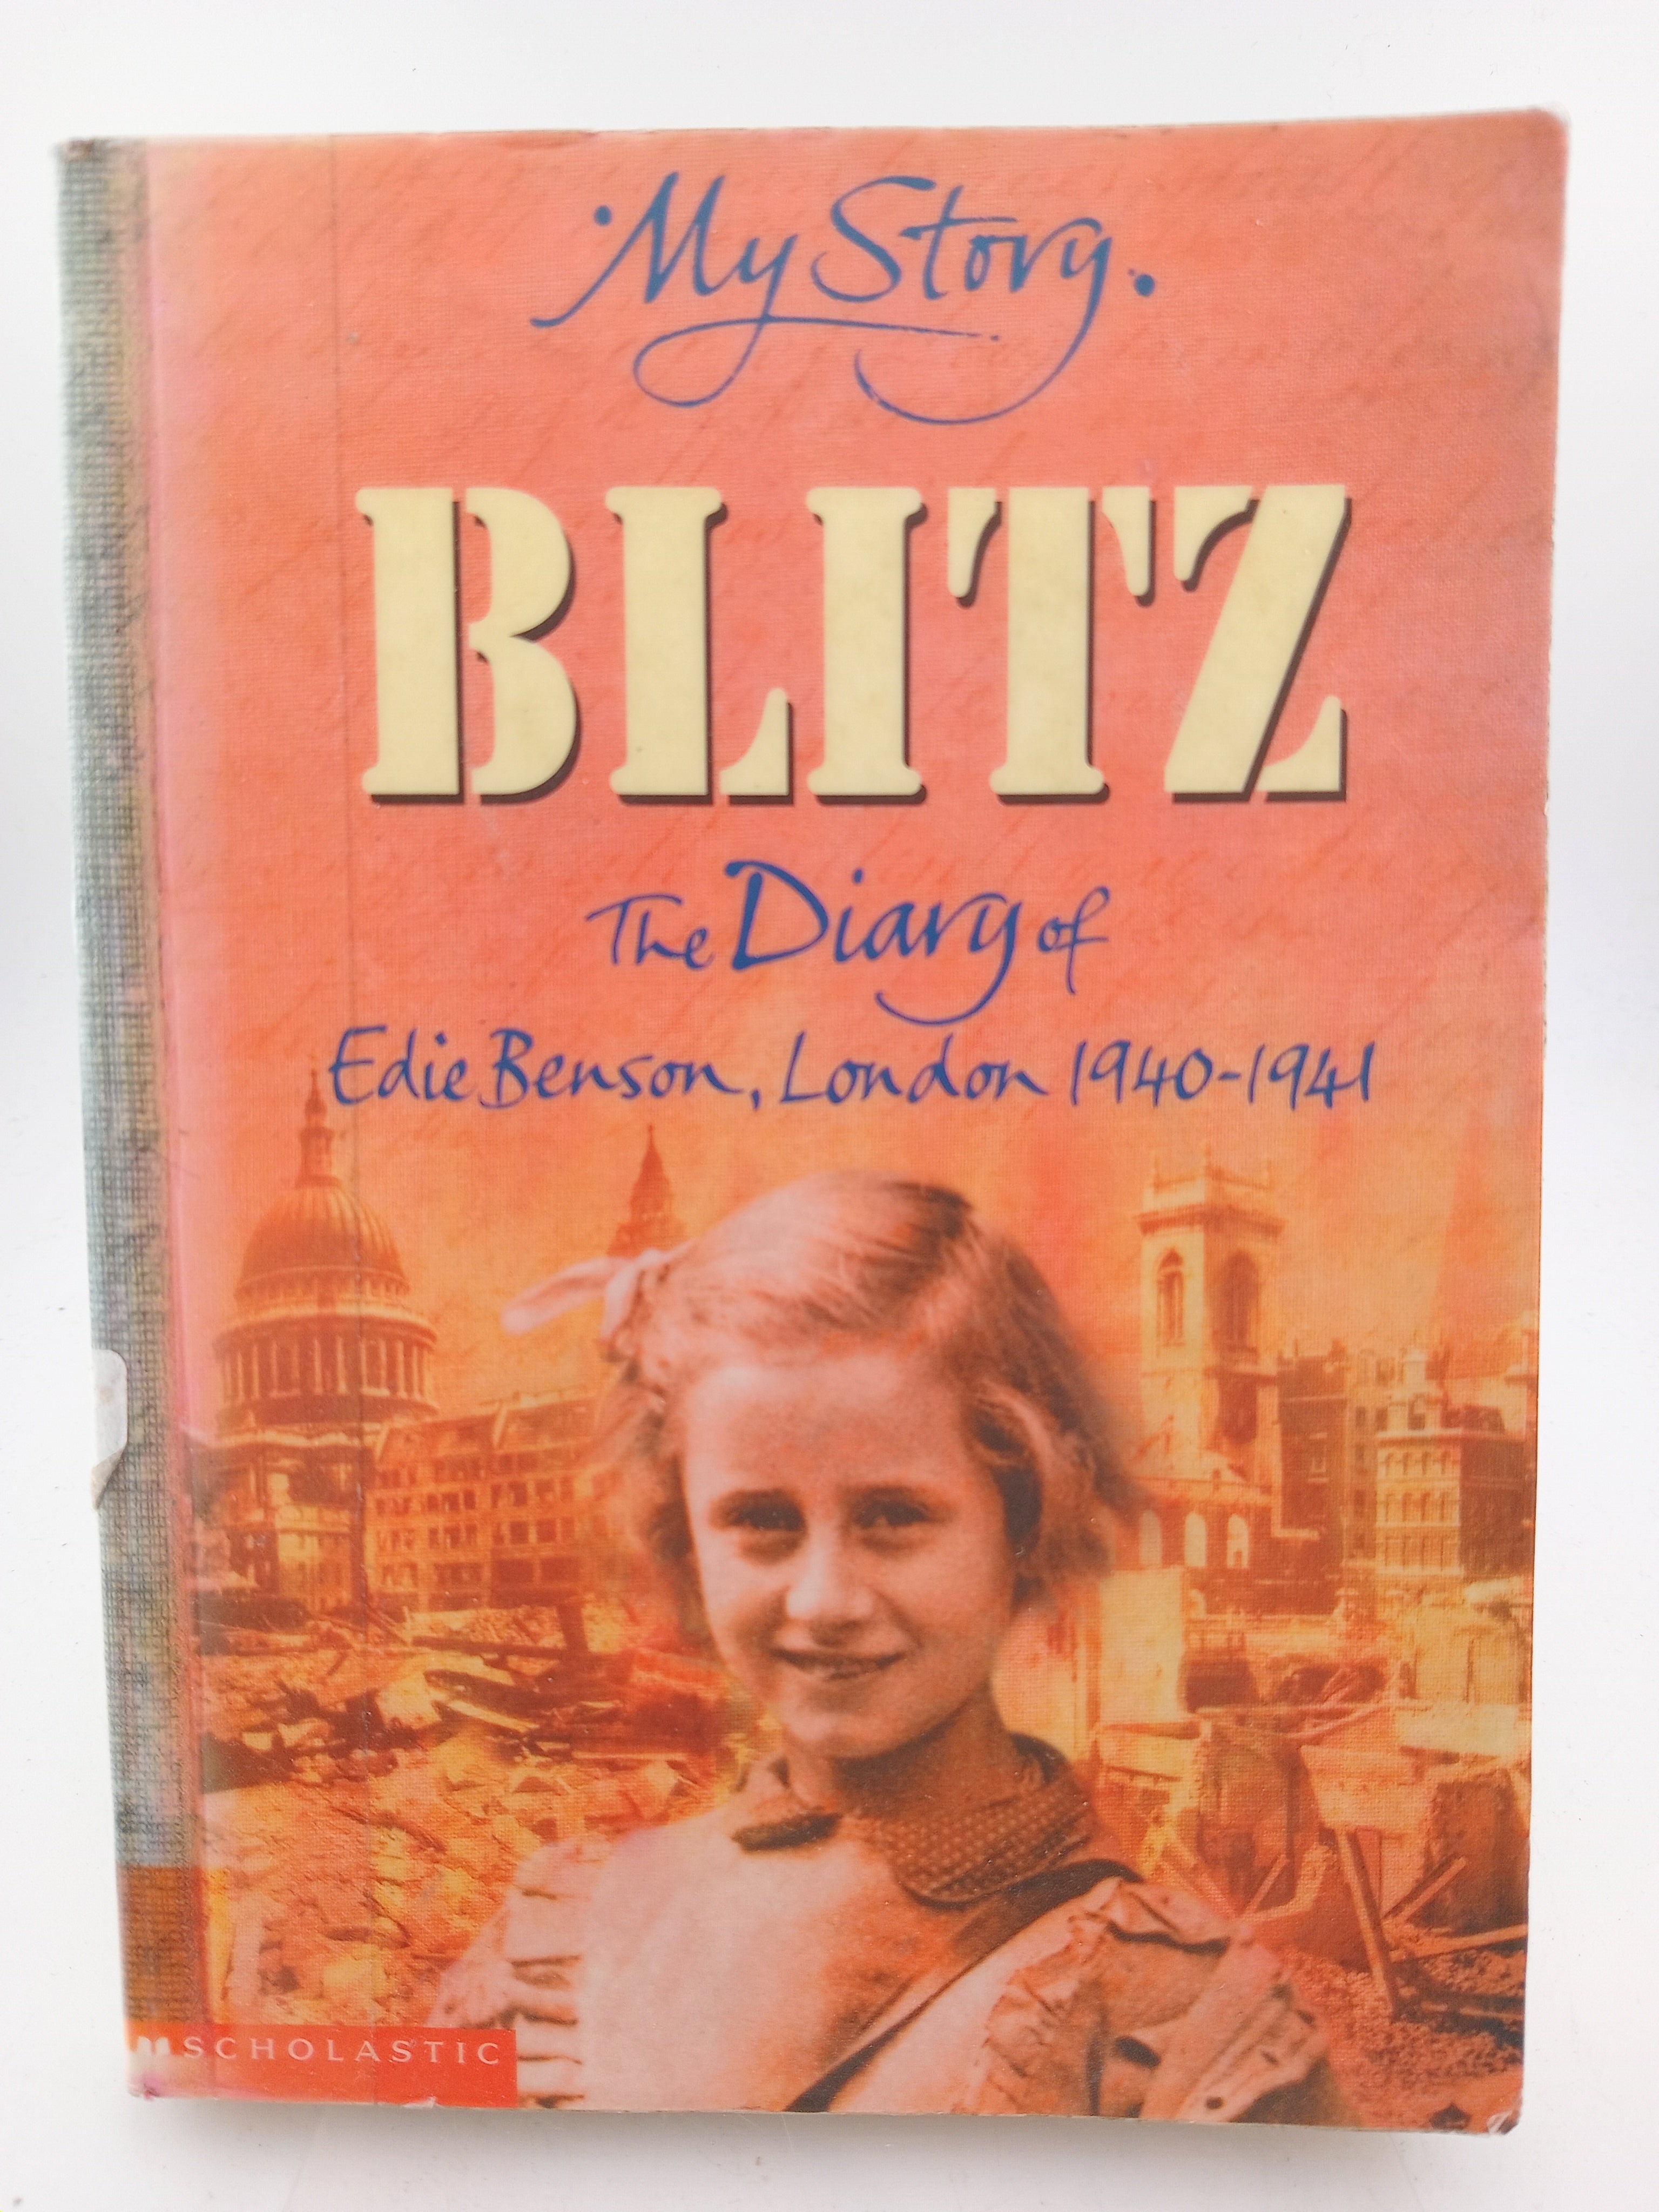 My Story.
BLITZ
The Diary of
Edie Benson, London 1940-1941
SCHOLASTIC